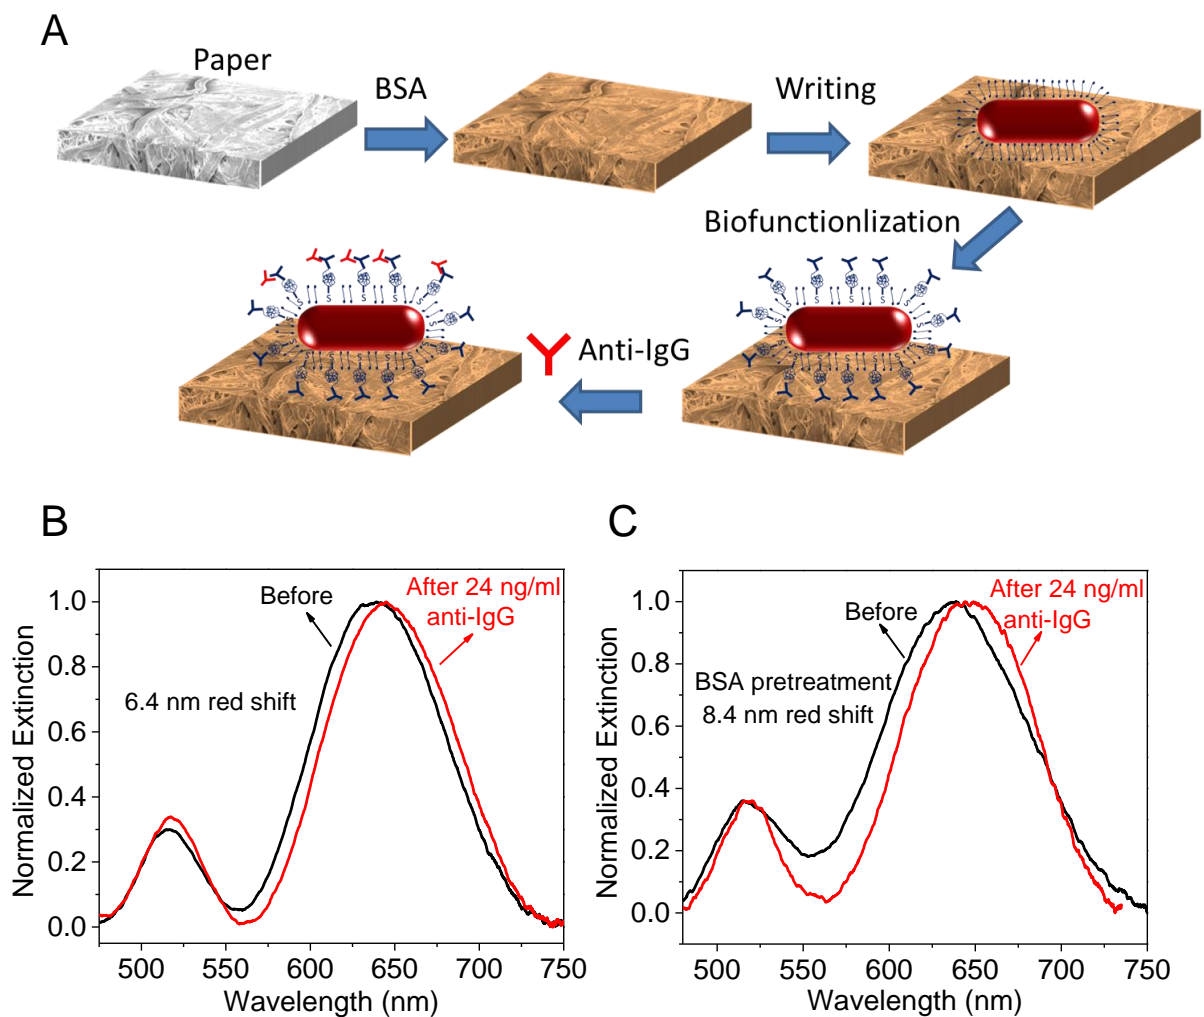 A
Paper
BSA
Writing
Biofunctionlization
Anti-IgG
S S S S S S S S S S S S S S
B
Before
After 24 ng/ml
anti-IgG
6.4 nm red shift
Normalized Extinction
1.0
0.8
0.6
0.4
0.2
0.0
500 550 600 650 700 750
Wavelength (nm)
C
Before
After 24 ng/ml
anti-IgG
BSA pretreatment
8.4 nm red shift
Normalized Extinction
1.0
0.8
0.6
0.4
0.2
0.0
500 550 600 650 700 750
Wavelength (nm)